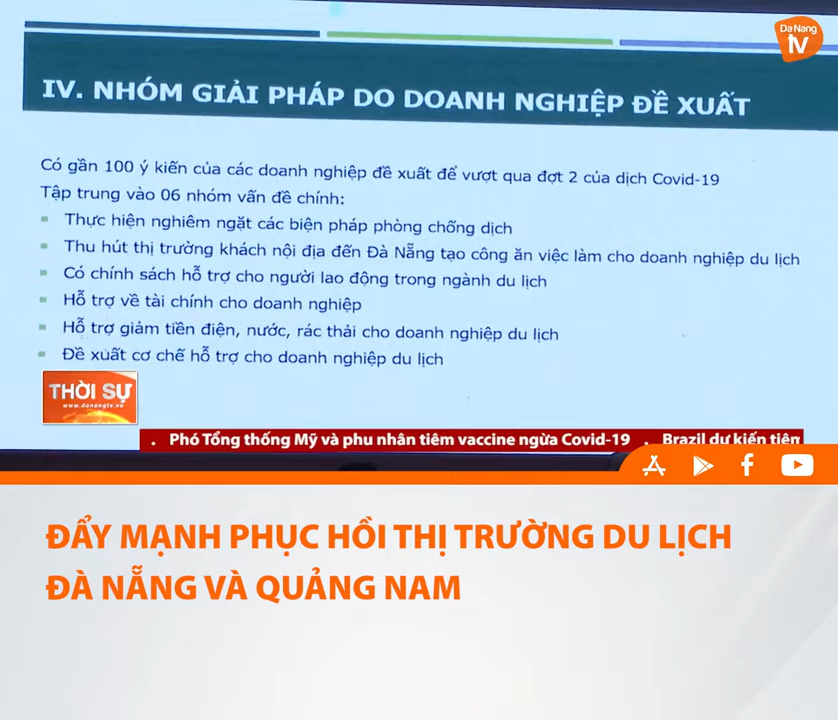 Da Nang
TV
IV. NHÓM GIẢI PHÁP DO DOANH NGHIỆP ĐỀ XUẤT
Có gần 100 ý kiến của các doanh nghiệp đề xuất để vượt qua đợt 2 của dịch Covid-19
Tập trung vào 06 nhóm vấn đề chính:
Thực hiện nghiêm ngặt các biện pháp phòng chống dịch
Thu hút thị trường khách nội địa đến Đà Nẵng tạo công ăn việc làm cho doanh nghiệp du lịch
Có chính sách hỗ trợ cho người lao động trong ngành du lịch
Hỗ trợ về tài chính cho doanh nghiệp
Hỗ trợ giảm tiền điện, nước, rác thải cho doanh nghiệp du lịch
Đề xuất cơ chế hỗ trợ cho doanh nghiệp du lịch
THỜI SỰ
www.danangtv.vn
. Phó Tổng thống Mỹ và phu nhân tiêm vaccine ngừa Covid-19 . Brazil dự kiến tiêm
ĐẨY MẠNH PHỤC HỒI THỊ TRƯỜNG DU LỊCH
ĐÀ NẴNG VÀ QUẢNG NAM